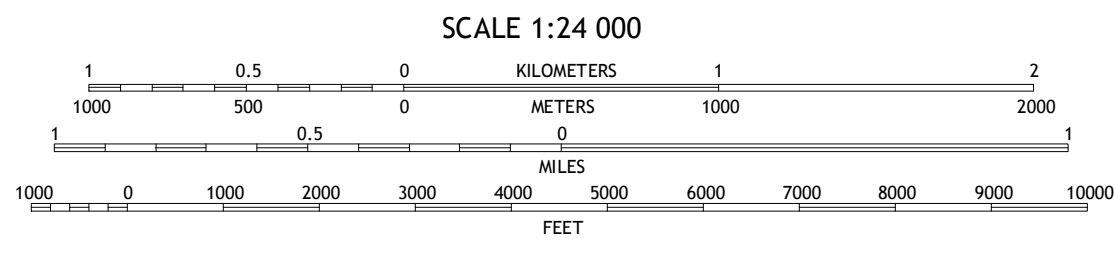 SCALE 1:24 000
1 0.5 0 KILOMETERS 1 2
1000 500 0 METERS 1000 2000
1 0.5 0 1
MILES
1000 0 1000 2000 3000 4000 5000 6000 7000 8000 9000 10000
FEET